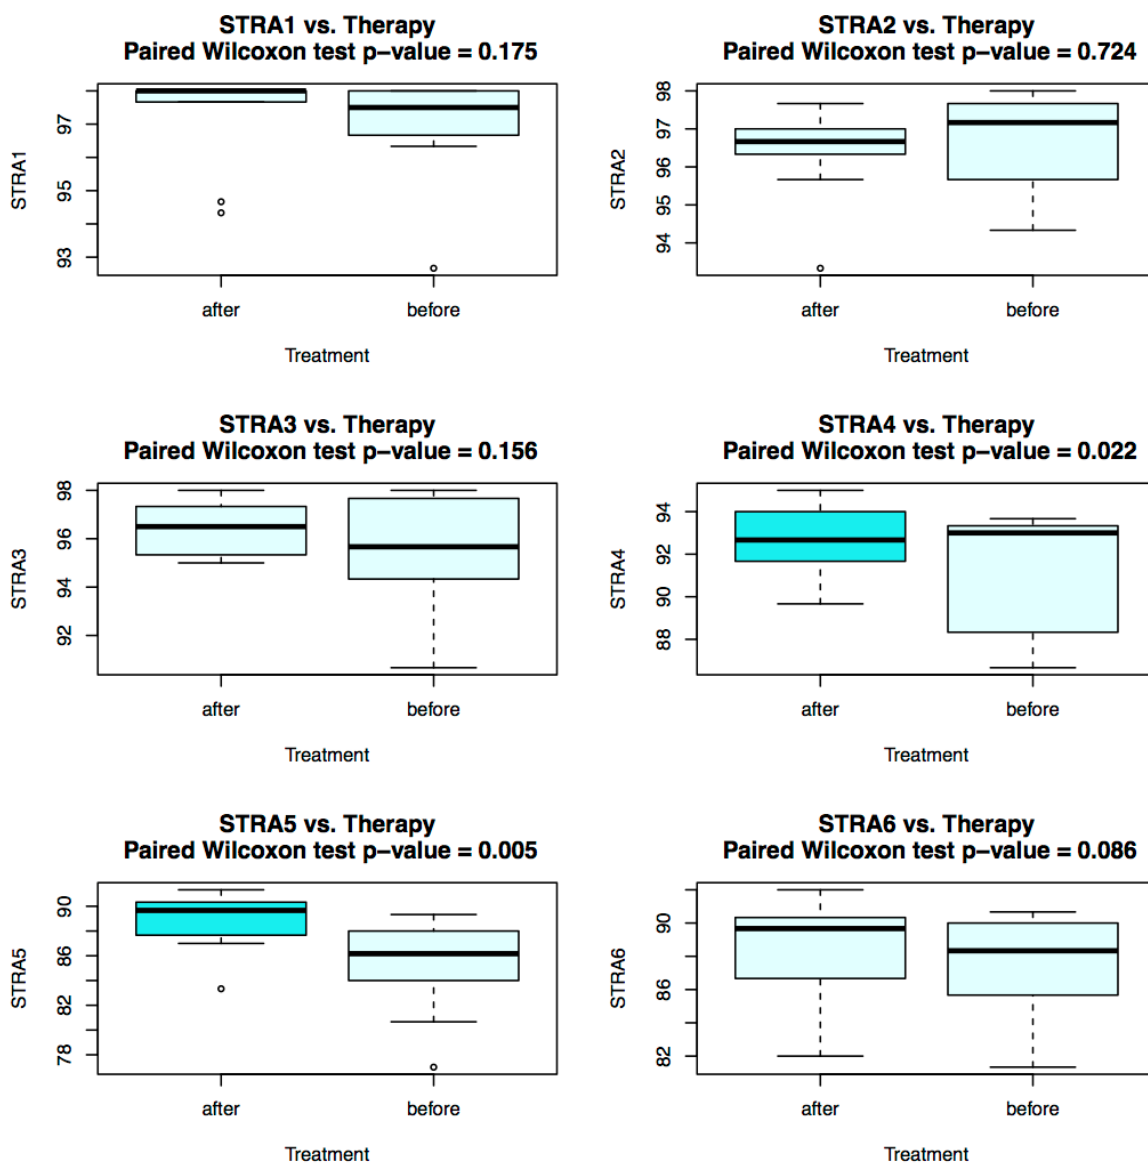 STRA1 vs. Therapy
Paired Wilcoxon test p−value = 0.175
STRA1
97
95
93
after
before
Treatment
STRA2 vs. Therapy
Paired Wilcoxon test p−value = 0.724
STRA2
98
97
96
95
94
after
before
Treatment
STRA3 vs. Therapy
Paired Wilcoxon test p−value = 0.156
STRA3
98
96
94
92
after
before
Treatment
STRA4 vs. Therapy
Paired Wilcoxon test p−value = 0.022
STRA4
94
92
90
88
after
before
Treatment
STRA5 vs. Therapy
Paired Wilcoxon test p−value = 0.005
STRA5
90
86
82
78
after
before
Treatment
STRA6 vs. Therapy
Paired Wilcoxon test p−value = 0.086
STRA6
90
86
82
after
before
Treatment